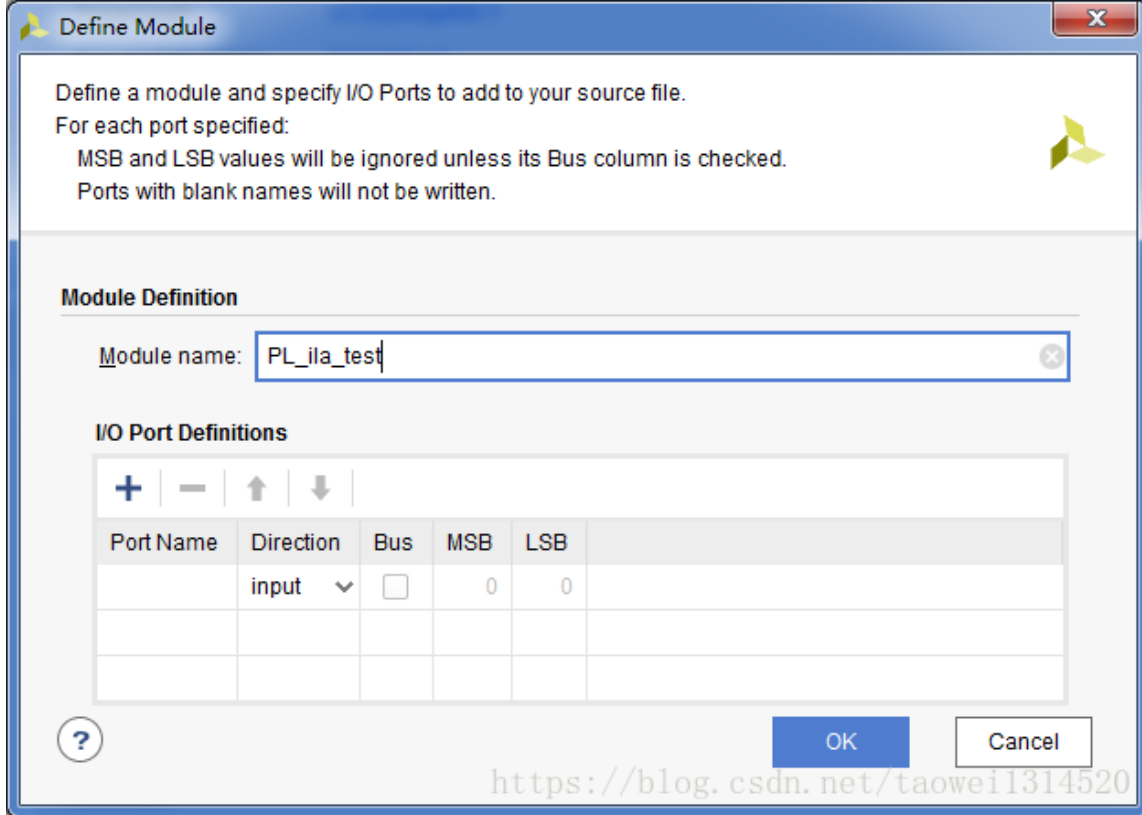 Define Module
x
Define a module and specify I/O Ports to add to your source file.
For each port specified:
MSB and LSB values will be ignored unless its Bus column is checked.
Ports with blank names will not be written.
Module Definition
Module name: PL_ila_test
I/O Port Definitions
Port Name Direction Bus MSB LSB
input 0 0
? OK Cancel
https://blog.csdn.net/taowei1314520